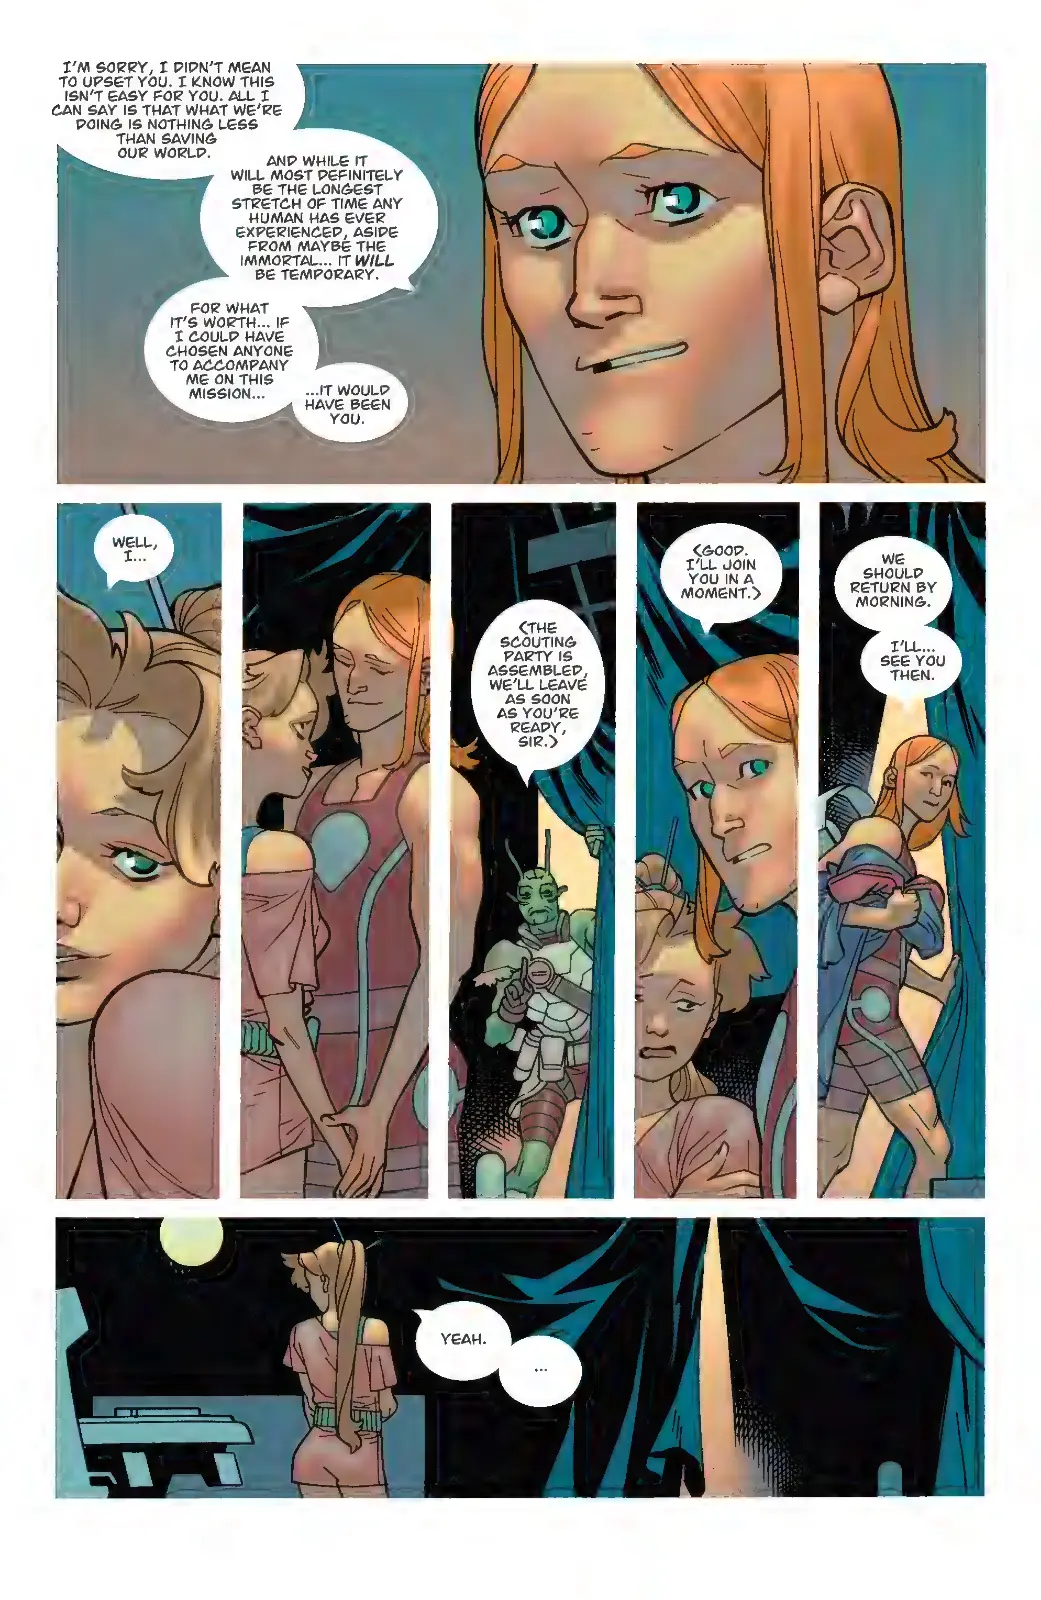 I'M SORRY, I DIDN'T MEAN
TO UPSET YOU. I KNOW THIS
ISN'T EASY FOR YOU. ALL I
CAN SAY IS THAT WHAT WE'RE
DOING IS NOTHING LESS
THAN SAVING
OUR WORLD.
AND WHILE IT
WILL MOST DEFINITELY
BE THE LONGEST
STRETCH OF TIME ANY
HUMAN HAS EVER
EXPERIENCED, ASIDE
FROM MAYBE THE
IMMORTAL... IT WILL
BE TEMPORARY.
FOR WHAT
IT'S WORTH... IF
I COULD HAVE
CHOSEN ANYONE
TO ACCOMPANY
ME ON THIS
MISSION...
...IT WOULD
HAVE BEEN
YOU.
WELL,
I...
<THE
SCOUTING
PARTY IS
ASSEMBLED,
WE'LL LEAVE
AS SOON
AS YOU'RE
READY,
SIR.>
<GOOD.
I'LL JOIN
YOU IN A
MOMENT.>
WE
SHOULD
RETURN BY
MORNING.
I'LL...
SEE YOU
THEN.
YEAH.
...